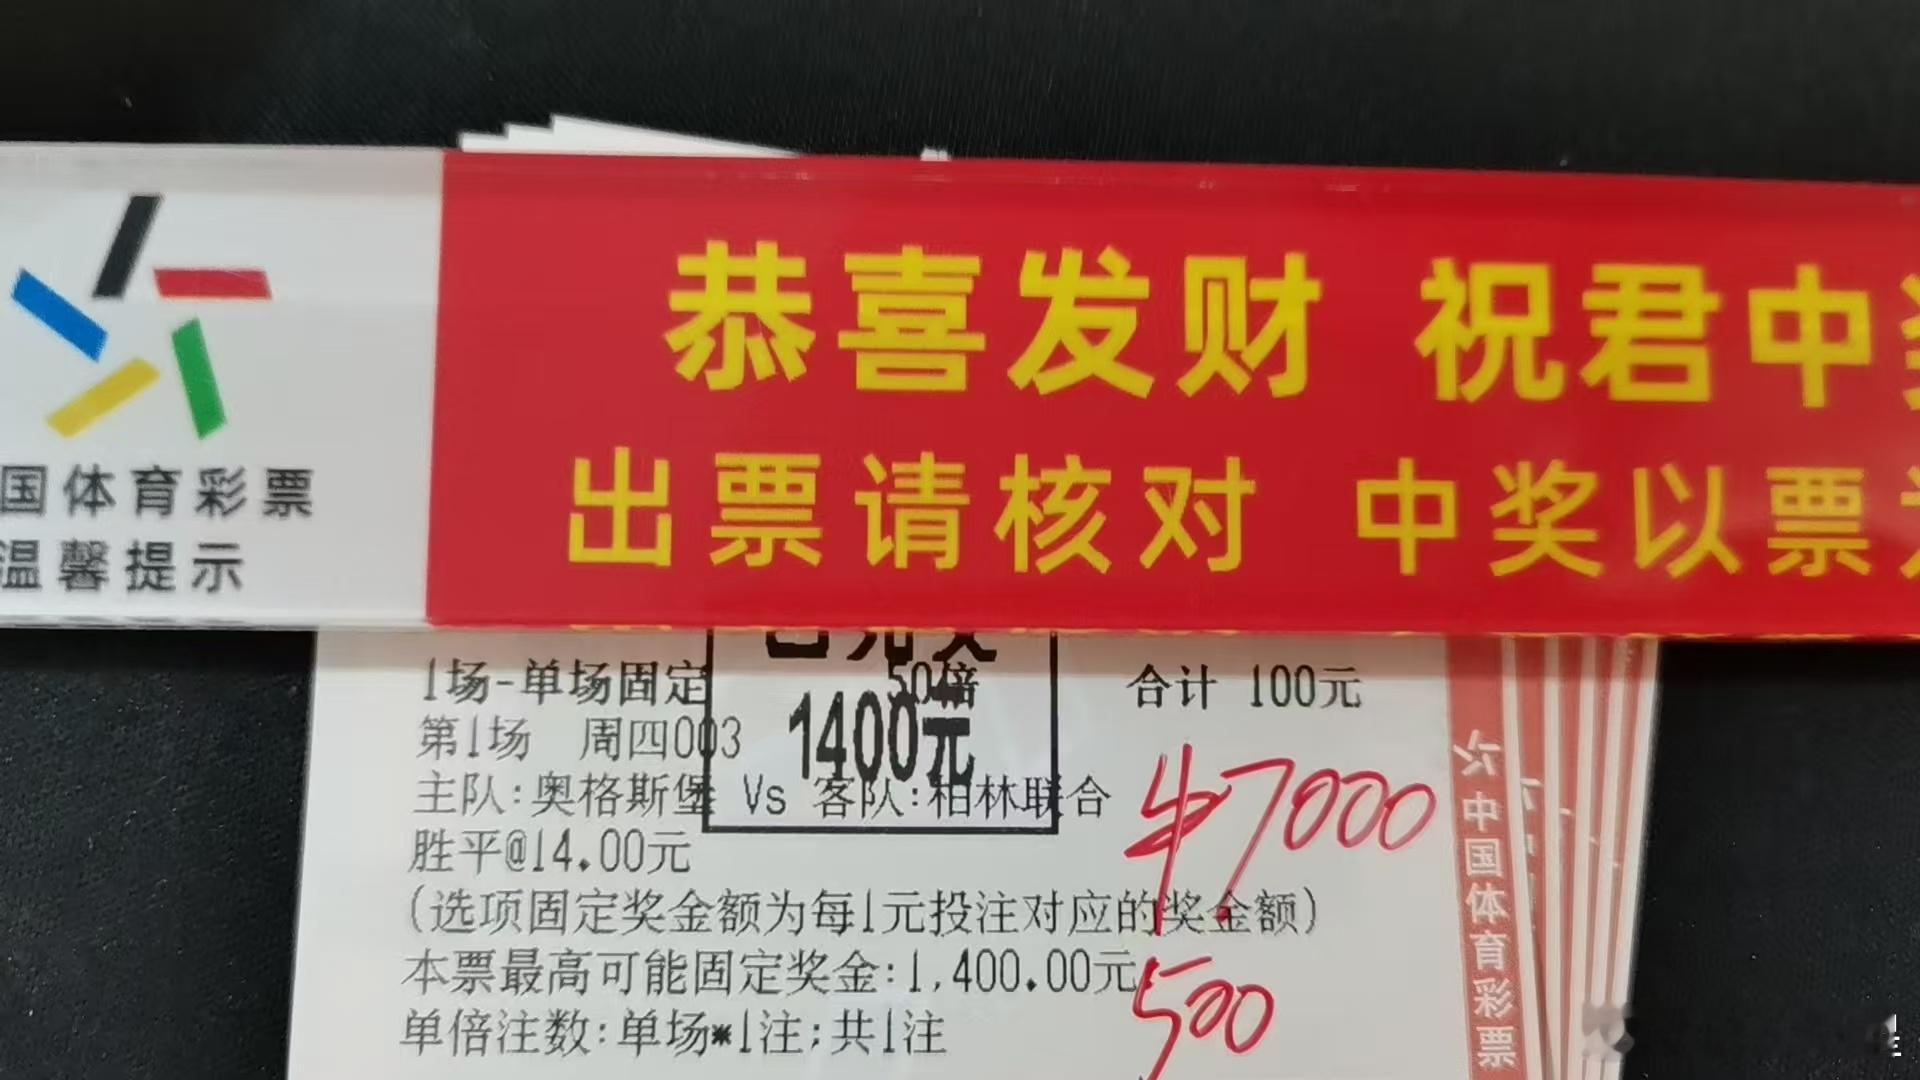 恭喜发财 祝君中
出票请核对 中奖以票
国体育彩票
温馨提示
1场-单场固定 50倍 合计 100元
第1场 周四003
1400元
主队:奥格斯堡 Vs 客队:柏林联合
胜平@14.00元
(选项固定奖金额为每1元投注对应的奖金额)
本票最高可能固定奖金:1,400.00元
单倍注数:单场*1注;共1注
中7000
500
中国体育彩票